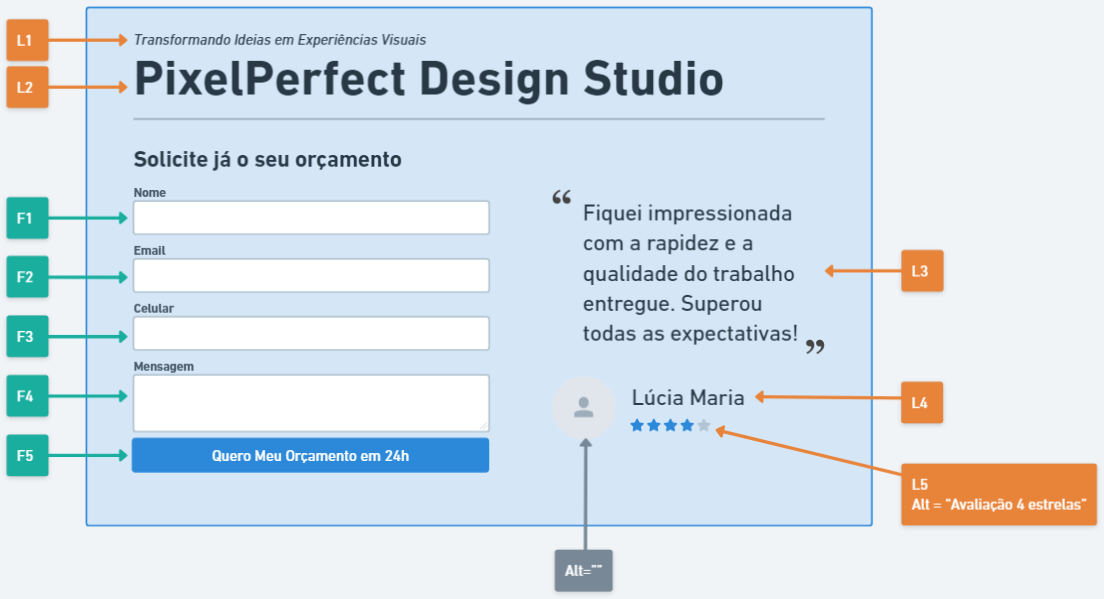 L1
Transformando Ideias em Experiências Visuais
L2
PixelPerfect Design Studio
Solicite já o seu orçamento
Nome
F1
Email
F2
Celular
F3
Mensagem
F4
F5
Quero Meu Orçamento em 24h
“
Fiquei impressionada
com a rapidez e a
qualidade do trabalho
entregue. Superou
todas as expectativas!
”
L3
Lúcia Maria
L4
L5
Alt = "Avaliação 4 estrelas"
Alt=""